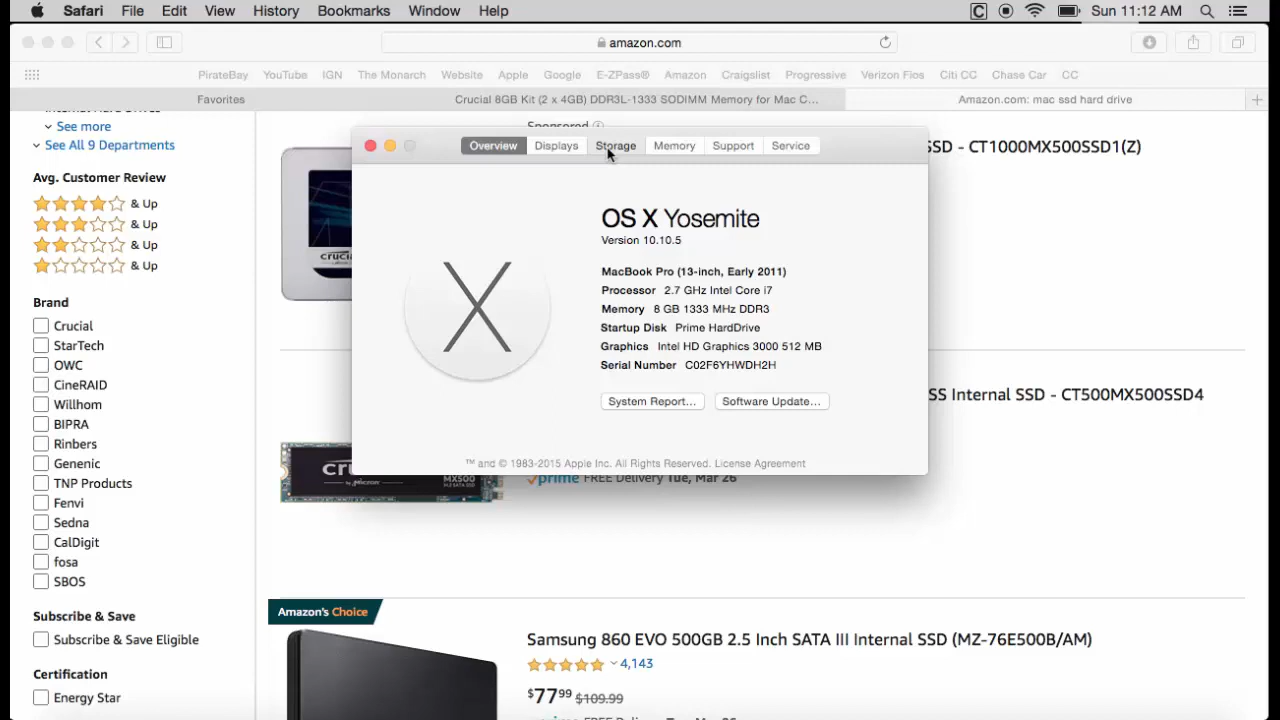 Safari File Edit View History Bookmarks Window Help Sun 11:12 AM
amazon.com
PirateBay YouTube IGN The Monarch Website Apple Google E-ZPass® Amazon Craigslist Progressive Verizon Fios Citi CC Chase Car CC
Favorites Crucial 8GB Kit (2 x 4GB) DDR3L-1333 SODIMM Memory for Mac C... Amazon.com: mac ssd hard drive
Internal Hard Drives
See more
See All 9 Departments
Avg. Customer Review
& Up
& Up
& Up
& Up
Brand
Crucial
StarTech
OWC
CineRAID
Willhom
BIPRA
Rinbers
Genenic
TNP Products
Fenvi
Sedna
CalDigit
fosa
SBOS
Subscribe & Save
Subscribe & Save Eligible
Certification
Energy Star
Sponsored
SSD - CT1000MX500SSD1(Z)
Overview Displays Storage Memory Support Service
OS X Yosemite
Version 10.10.5
MacBook Pro (13-inch, Early 2011)
Processor 2.7 GHz Intel Core i7
Memory 8 GB 1333 MHz DDR3
Startup Disk Prime HardDrive
Graphics Intel HD Graphics 3000 512 MB
Serial Number C02F6YHWDH2H
System Report... Software Update...
™ and © 1983-2015 Apple Inc. All Rights Reserved. License Agreement
SS Internal SSD - CT500MX500SSD4
MX500
prime FREE Delivery Tue, Mar 26
Amazon's Choice
Samsung 860 EVO 500GB 2.5 Inch SATA III Internal SSD (MZ-76E500B/AM)
4,143
$77 99 $109.99